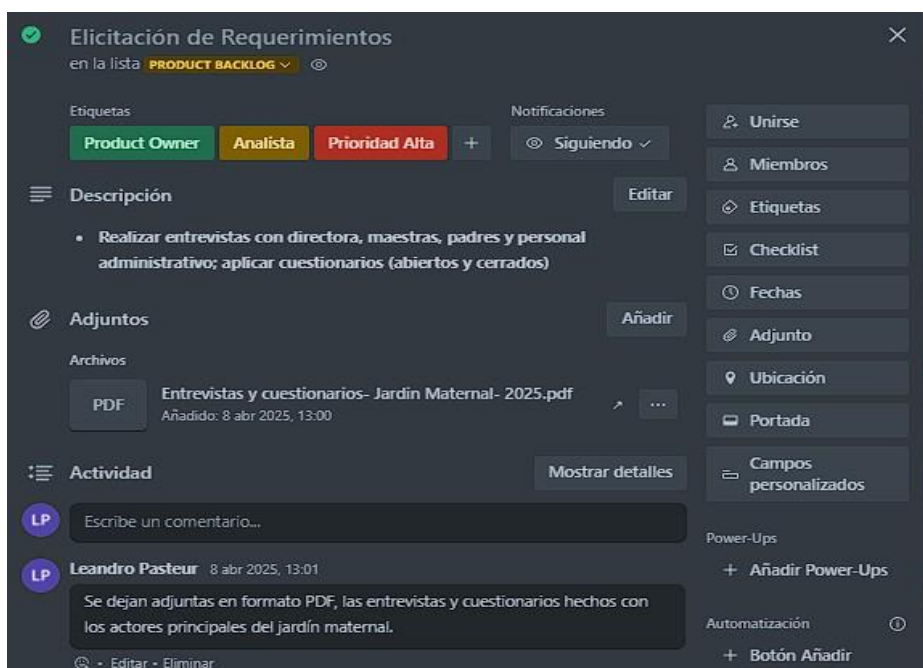 Elicitación de Requerimientos
en la lista PRODUCT BACKLOG
Etiquetas
Product Owner
Analista
Prioridad Alta
+
Notificaciones
Siguiendo
Descripción
Editar
• Realizar entrevistas con directora, maestras, padres y personal
administrativo; aplicar cuestionarios (abiertos y cerrados)
Adjuntos
Añadir
Archivos
PDF
Entrevistas y cuestionarios- Jardin Maternal- 2025.pdf
Añadido: 8 abr 2025, 13:00
Actividad
Mostrar detalles
LP
Escribe un comentario...
LP
Leandro Pasteur 8 abr 2025, 13:01
Se dejan adjuntas en formato PDF, las entrevistas y cuestionarios hechos con
los actores principales del jardín maternal.
• Editar • Eliminar
Unirse
Miembros
Etiquetas
Checklist
Fechas
Adjunto
Ubicación
Portada
Campos
personalizados
Power-Ups
+ Añadir Power-Ups
Automatización
+ Botón Añadir